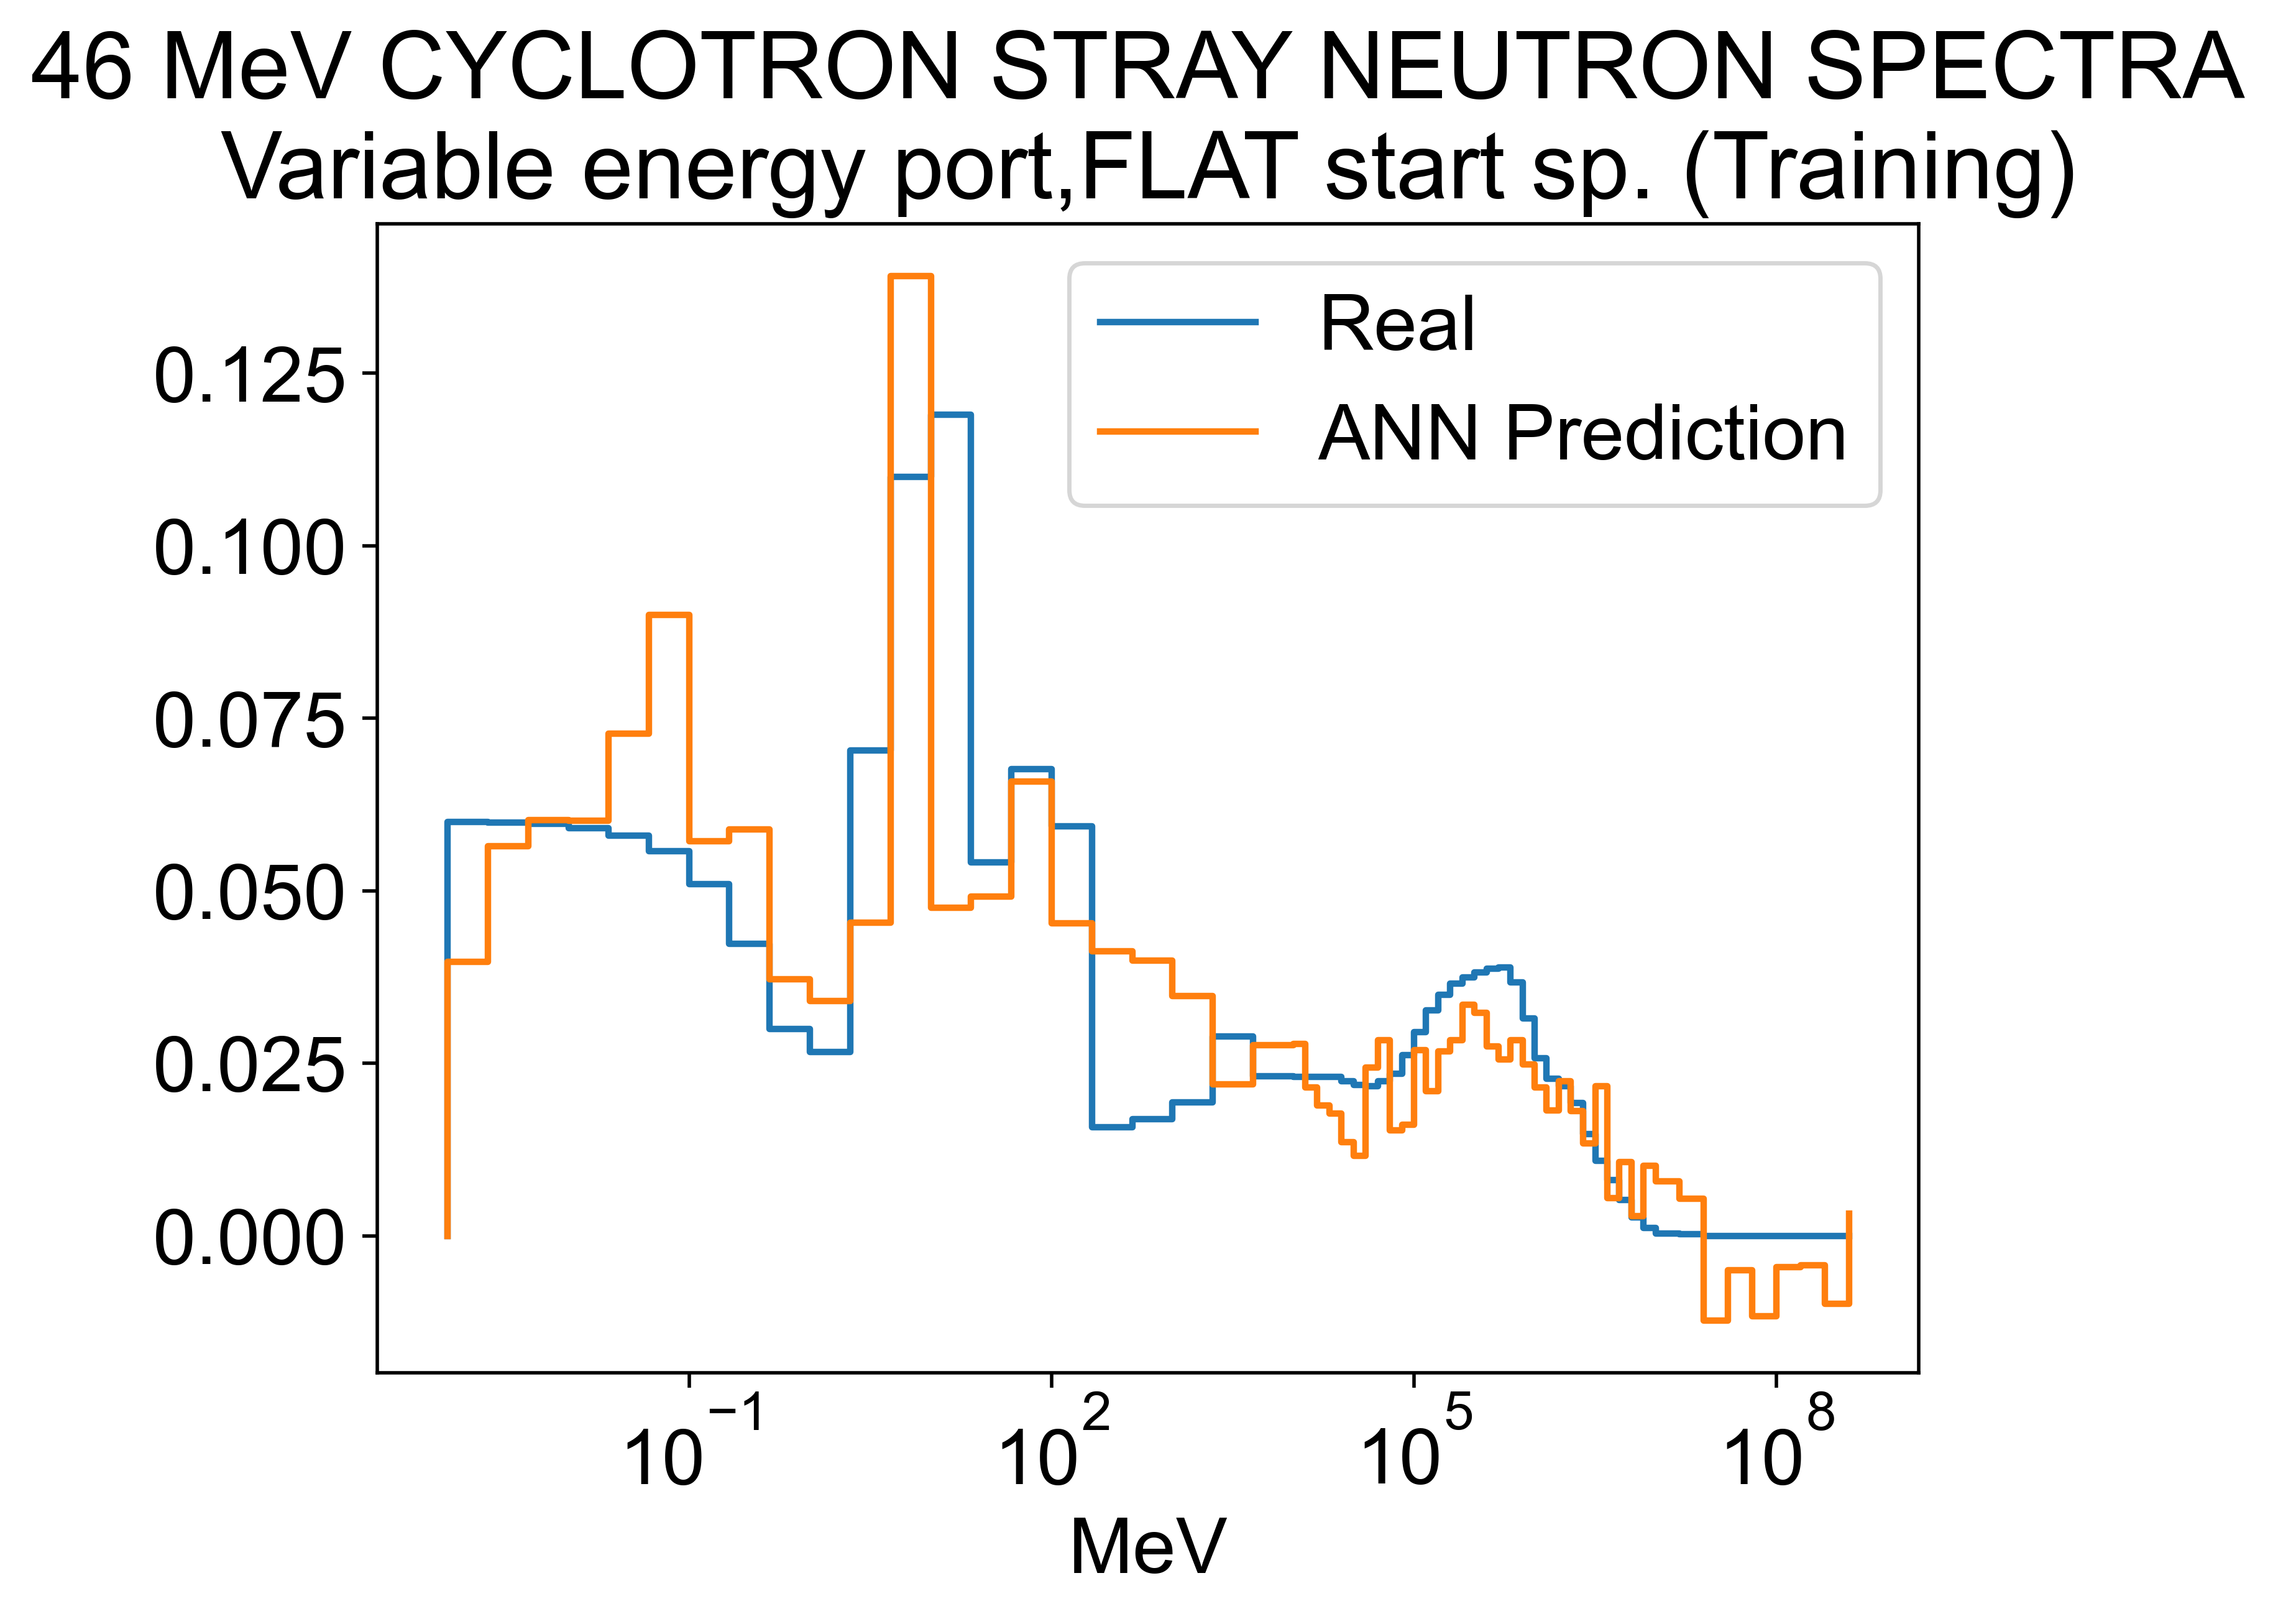 46 MeV CYCLOTRON STRAY NEUTRON SPECTRA
Variable energy port,FLAT start sp. (Training)
Real
ANN Prediction
0.125
0.100
0.075
0.050
0.025
0.000
10⁻¹ 10² 10⁵ 10⁸
MeV